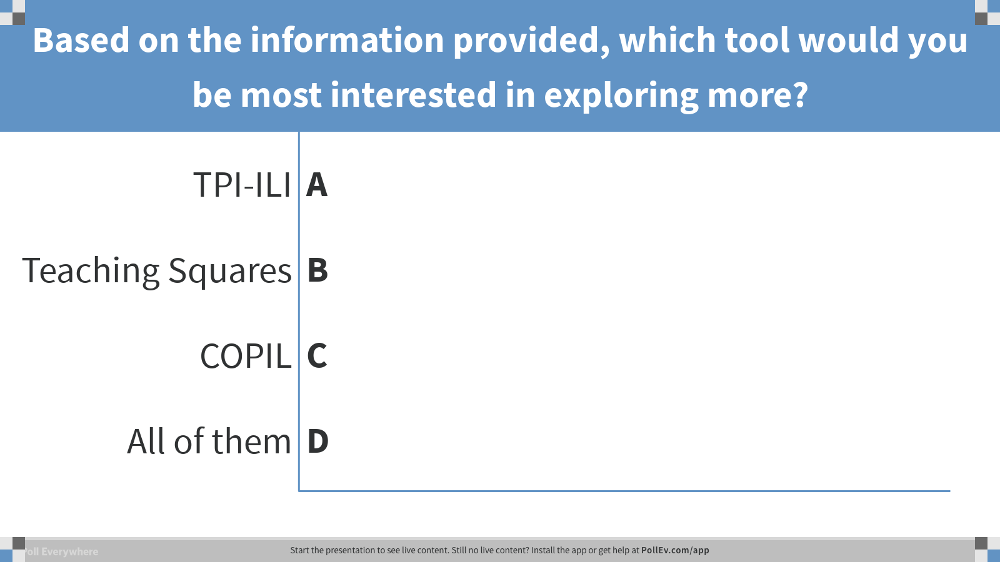 Based on the information provided, which tool would you
be most interested in exploring more?
TPI-ILI A
Teaching Squares B
COPIL C
All of them D
Poll Everywhere
Start the presentation to see live content. Still no live content? Install the app or get help at PollEv.com/app